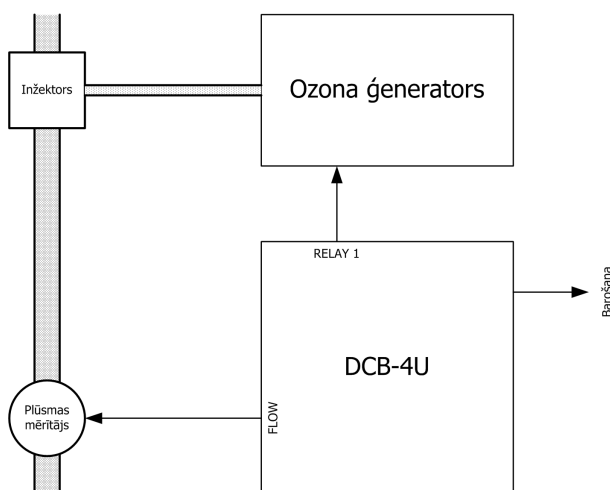 Inžektors
Ozona ģenerators
RELAY 1
Barošana
DCB-4U
Plūsmas
mērītājs
FLOW